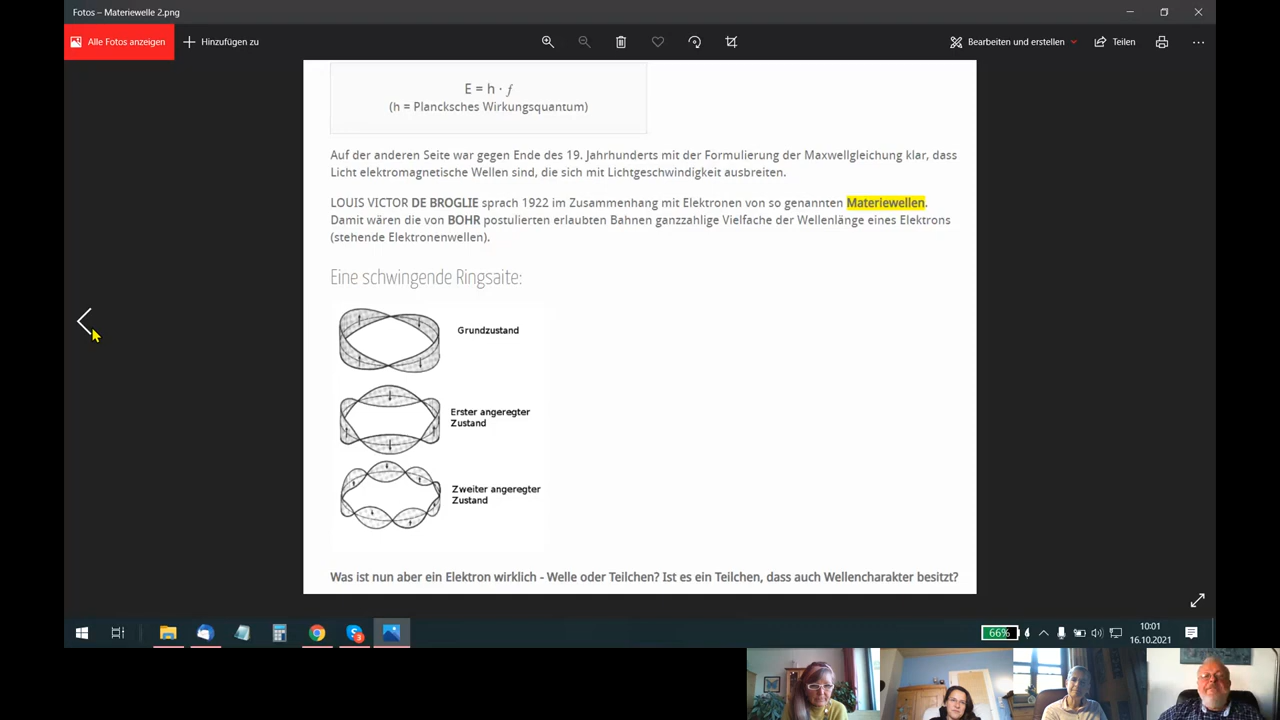 Fotos – Materiewelle 2.png
Alle Fotos anzeigen
Hinzufügen zu
Bearbeiten und erstellen
Teilen
E = h · f
(h = Plancksches Wirkungsquantum)
Auf der anderen Seite war gegen Ende des 19. Jahrhunderts mit der Formulierung der Maxwellgleichung klar, dass
Licht elektromagnetische Wellen sind, die sich mit Lichtgeschwindigkeit ausbreiten.
LOUIS VICTOR DE BROGLIE sprach 1922 im Zusammenhang mit Elektronen von so genannten Materiewellen.
Damit wären die von BOHR postulierten erlaubten Bahnen ganzzahlige Vielfache der Wellenlänge eines Elektrons
(stehende Elektronenwellen).
Eine schwingende Ringsaite:
Grundzustand
Erster angeregter
Zustand
Zweiter angeregter
Zustand
Was ist nun aber ein Elektron wirklich - Welle oder Teilchen? Ist es ein Teilchen, dass auch Wellencharakter besitzt?
66%
10:01
16.10.2021